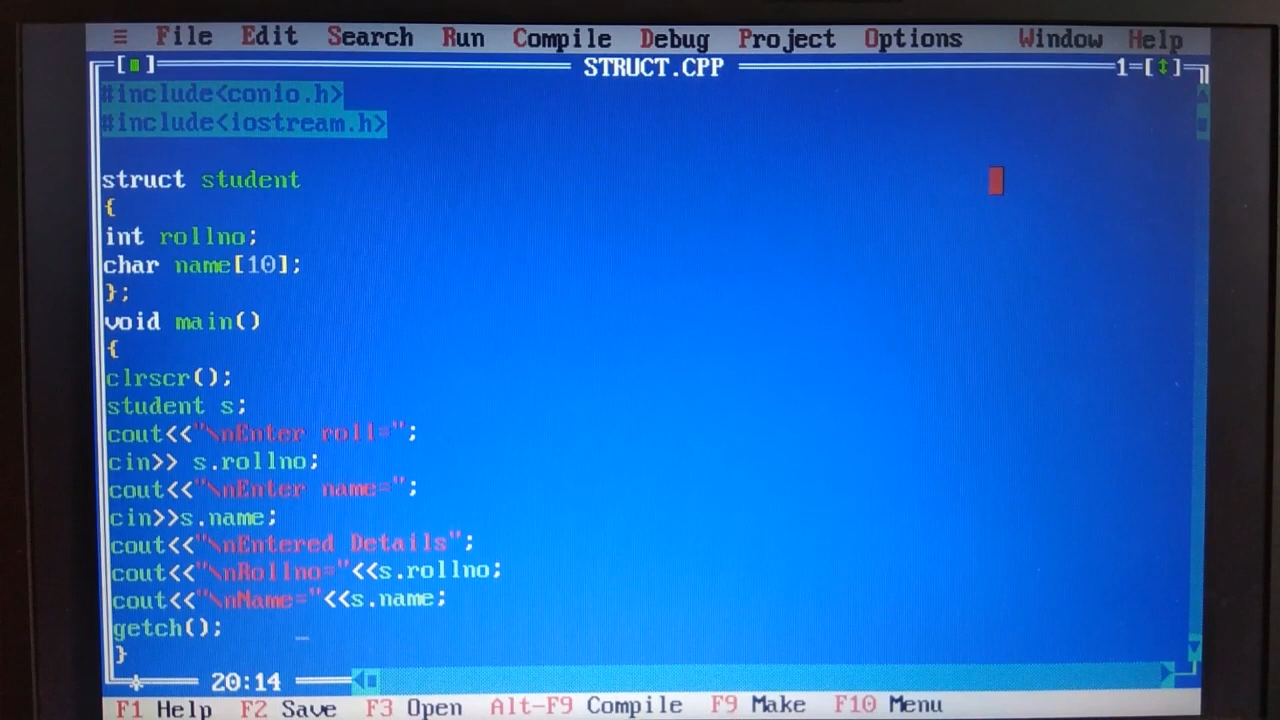 ≡ File Edit Search Run Compile Debug Project Options Window Help
[■] STRUCT.CPP 1=[↕]
#include<conio.h>
#include<iostream.h>
struct student
{
int rollno;
char name[10];
};
void main()
{
clrscr();
student s;
cout<<"\nEnter roll=";
cin>> s.rollno;
cout<<"\nEnter name=";
cin>>s.name;
cout<<"\nEntered Details";
cout<<"\nRollno="<<s.rollno;
cout<<"\nName="<<s.name;
getch();
}
20:14
F1 Help F2 Save F3 Open Alt-F9 Compile F9 Make F10 Menu